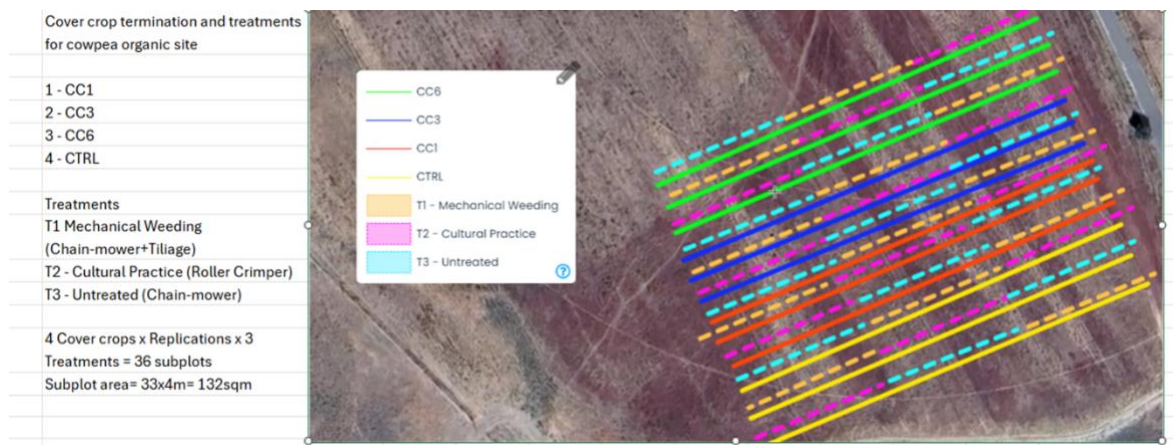 Cover crop termination and treatments
for cowpea organic site
1 - CC1
2 - CC3
3 - CC6
4 - CTRL
Treatments
T1 Mechanical Weeding
(Chain-mower+Tiliage)
T2 - Cultural Practice (Roller Crimper)
T3 - Untreated (Chain-mower)
4 Cover crops x Replications x 3
Treatments = 36 subplots
Subplot area= 33x4m= 132sqm
CC6
CC3
CC1
CTRL
T1 - Mechanical Weeding
T2 - Cultural Practice
T3 - Untreated
?